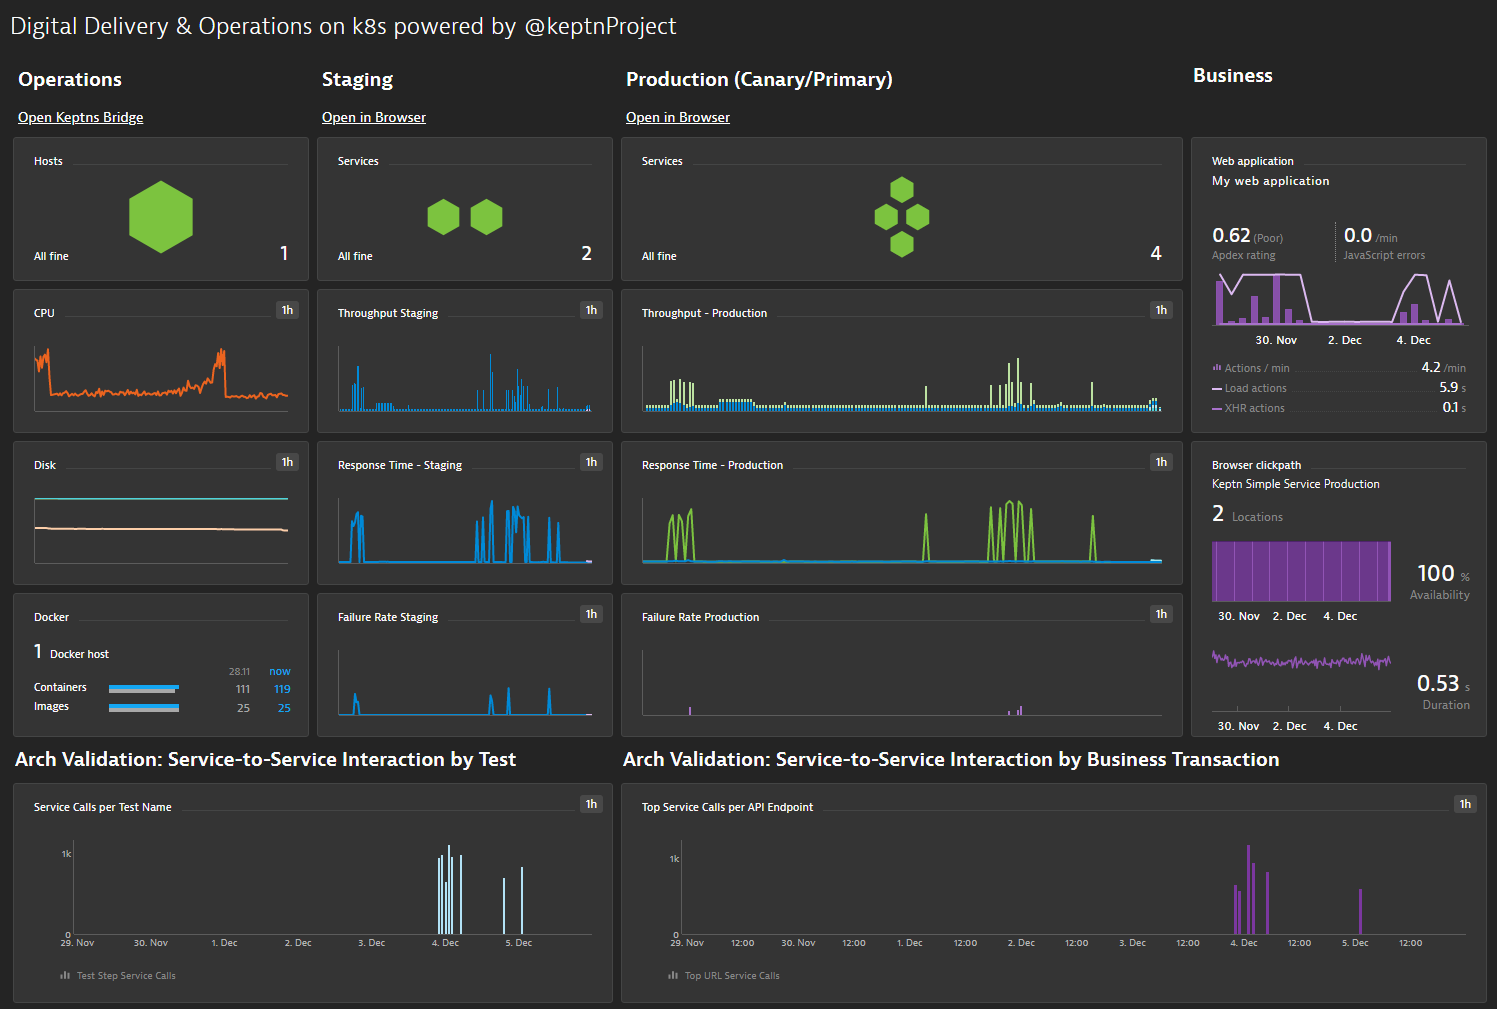 Digital Delivery & Operations on k8s powered by @keptnProject
Operations
Open Keptns Bridge
Staging
Open in Browser
Production (Canary/Primary)
Open in Browser
Business
Hosts
All fine
1
Services
All fine
2
Services
All fine
4
Web application
My web application
0.62 (Poor)
Apdex rating
0.0 /min
JavaScript errors
30. Nov 2. Dec 4. Dec
Actions / min 4.2 /min
Load actions 5.9 s
XHR actions 0.1 s
CPU 1h
Throughput Staging 1h
Throughput - Production 1h
Disk 1h
Response Time - Staging 1h
Response Time - Production 1h
Browser clickpath
Keptn Simple Service Production
2 Locations
100 %
Availability
30. Nov 2. Dec 4. Dec
0.53 s
Duration
30. Nov 2. Dec 4. Dec
Docker
1 Docker host
28.11 now
Containers 111 119
Images 25 25
Failure Rate Staging 1h
Failure Rate Production 1h
Arch Validation: Service-to-Service Interaction by Test
Service Calls per Test Name 1h
1k
0
29. Nov 30. Nov 1. Dec 2. Dec 3. Dec 4. Dec 5. Dec
Test Step Service Calls
Arch Validation: Service-to-Service Interaction by Business Transaction
Top Service Calls per API Endpoint 1h
1k
0
29. Nov 12:00 30. Nov 12:00 1. Dec 12:00 2. Dec 12:00 3. Dec 12:00 4. Dec 12:00 5. Dec 12:00
Top URL Service Calls